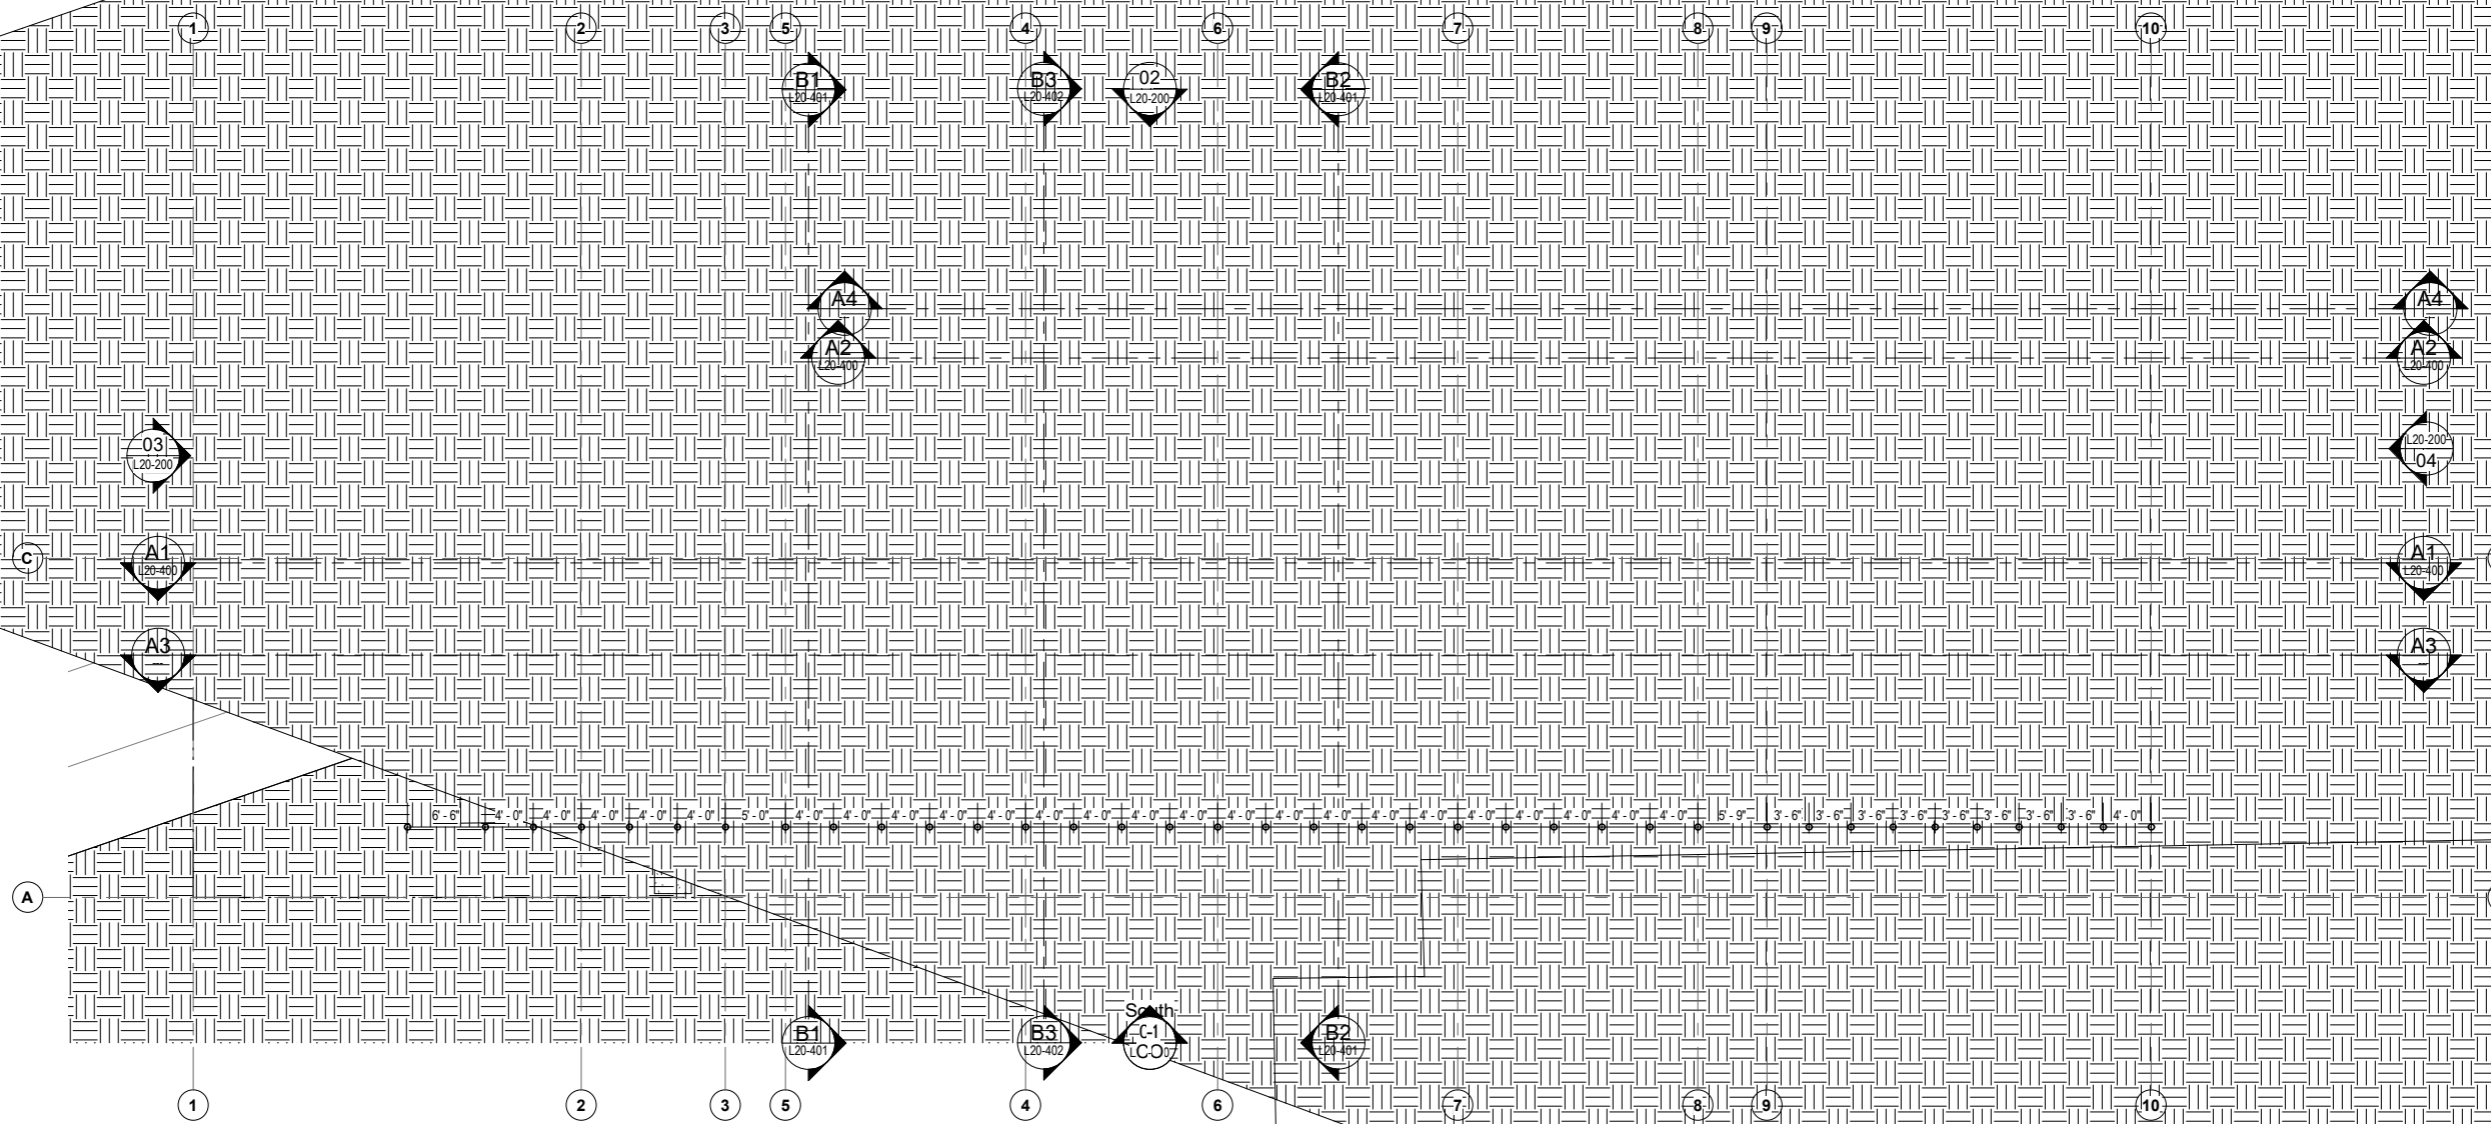 1 2 3 5 4 6 7 8 9 10
B1 B3 02 B2
L20-401 L20-402 L20-200 L20-401
A4 A4
-- --
A2 A2
L20-400 L20-400
03 L20-200
L20-200 04
C A1 A1
L20-400 L20-400
A3 A3
--- --
6' - 6" 4' - 0" 4' - 0" 4' - 0" 4' - 0" 4' - 0" 5' - 0" 4' - 0" 4' - 0" 4' - 0" 4' - 0" 4' - 0" 4' - 0" 4' - 0" 4' - 0" 4' - 0" 4' - 0" 4' - 0" 4' - 0" 4' - 0" 4' - 0" 4' - 0" 4' - 0" 4' - 0" 4' - 0" 4' - 0" 5' - 9" 3' - 6" 3' - 6" 3' - 6" 3' - 6" 3' - 6" 3' - 6" 3' - 6" 3' - 6" 4' - 0"
A
South
B1 B3 C-1 B2
L20-401 L20-402 L20-401
1 2 3 5 4 6 7 8 9 10